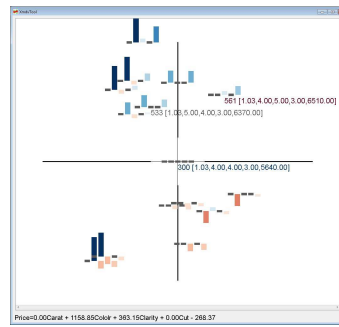 XmdvTool
561 [1.03,4.00,5.00,3.00,6510.00]
533 [1.03,5.00,4.00,3.00,6370.00]
300 [1.03,4.00,4.00,3.00,5640.00]
Price=0.00Carat + 1158.85Coloir + 363.15Clarity + 0.00Cut - 268.37